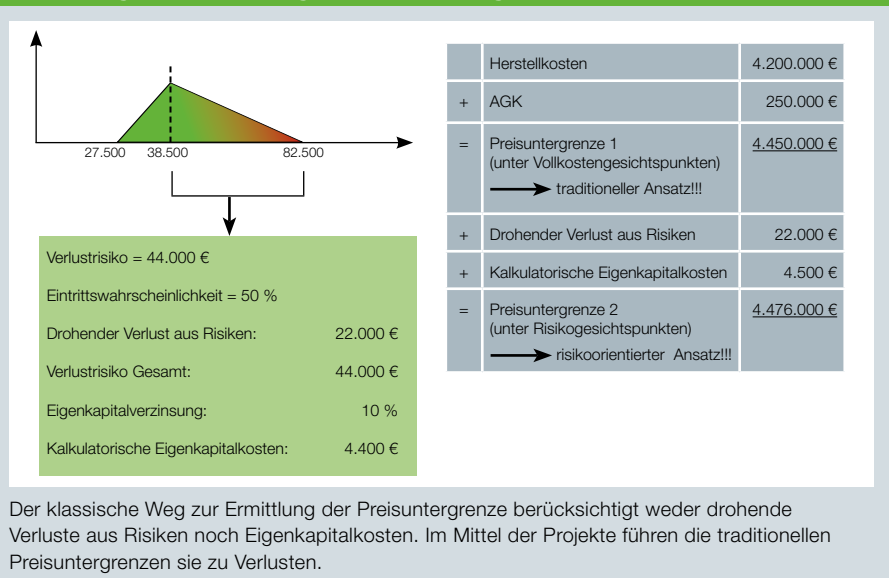 27.500 38.500 82.500
Verlustrisiko = 44.000 €
Eintrittswahrscheinlichkeit = 50 %
Drohender Verlust aus Risiken: 22.000 €
Verlustrisiko Gesamt: 44.000 €
Eigenkapitalverzinsung: 10 %
Kalkulatorische Eigenkapitalkosten: 4.400 €
Herstellkosten 4.200.000 €
+ AGK 250.000 €
= Preisuntergrenze 1 4.450.000 €
(unter Vollkostengesichtspunkten)
traditioneller Ansatz!!!
+ Drohender Verlust aus Risiken 22.000 €
+ Kalkulatorische Eigenkapitalkosten 4.500 €
= Preisuntergrenze 2 4.476.000 €
(unter Risikogesichtspunkten)
risikoorientierter Ansatz!!!
Der klassische Weg zur Ermittlung der Preisuntergrenze berücksichtigt weder drohende
Verluste aus Risiken noch Eigenkapitalkosten. Im Mittel der Projekte führen die traditionellen
Preisuntergrenzen sie zu Verlusten.